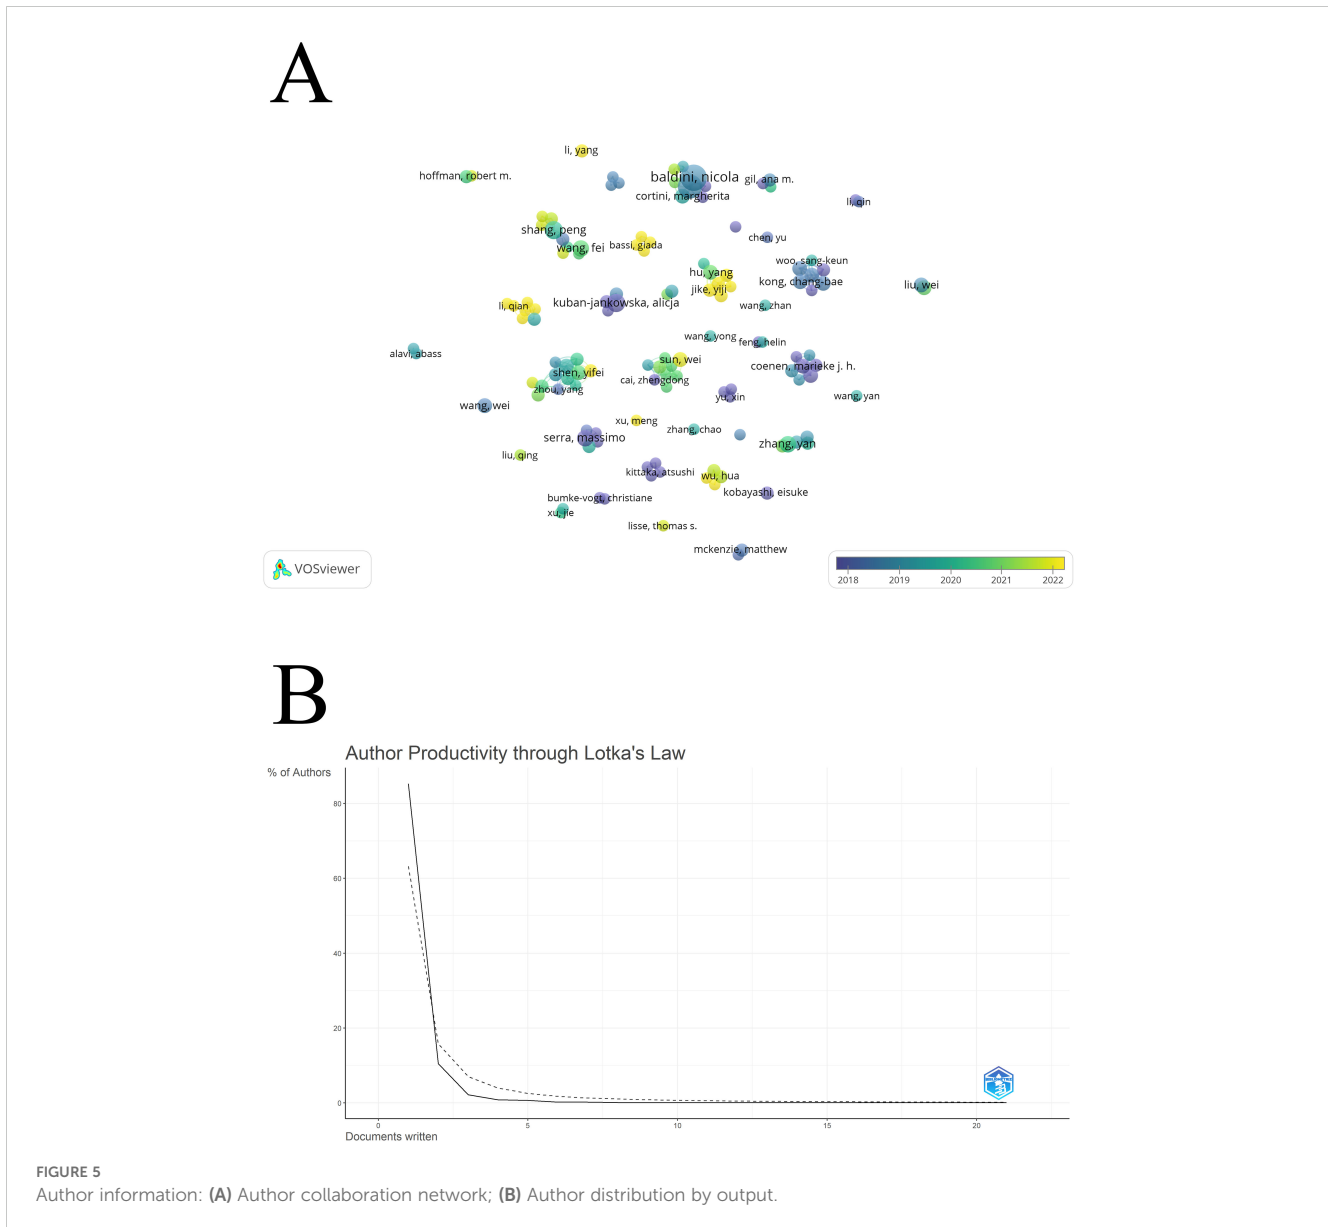 A
li, yang
hoffman, robert m.
baldini, nicola
gil, ana m.
cortini, margherita
li, qin
shang, peng
chen, yu
wang, fei
bassi, giada
woo, sang-keun
hu, yang
kong, chang-bae
liu, wei
jike, yiji
kuban-jankowska, alicja
li, qian
wang, zhan
wang, yong
feng, helin
alavi, abass
sun, wei
coenen, marieke j. h.
shen, yifei
cai, zhengdong
zhou, yang
yu, xin
wang, yan
wang, wei
xu, meng
zhang, chao
serra, massimo
zhang, yan
liu, qing
kittaka, atsushi
wu, hua
kobayashi, eisuke
bumke-vogt, christiane
xu, jie
lisse, thomas s.
mckenzie, matthew
VOSviewer
2018 2019 2020 2021 2022
B
Author Productivity through Lotka's Law
% of Authors
80
60
40
20
0
0 5 10 15 20
Documents written
FIGURE 5
Author information: (A) Author collaboration network; (B) Author distribution by output.